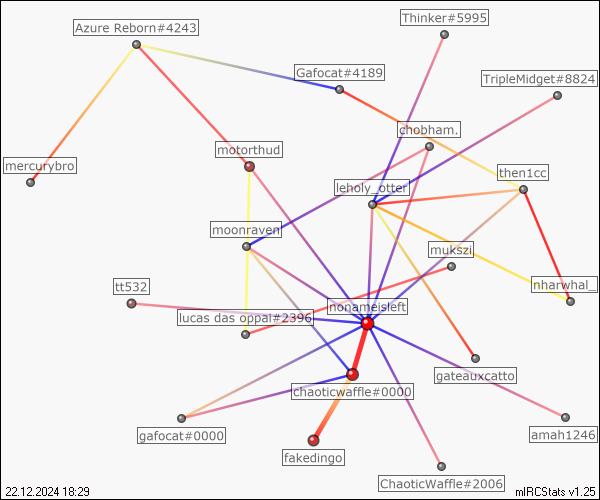 Thinker#5995
Azure Reborn#4243
Gafocat#4189
TripleMidget#8824
chobham.
motorthud
mercurybro
then1cc
leholy_otter
moonraven
mukszi
tt532
nharwhal_
nonameisleft
lucas das oppai#2396
gateauxcatto
chaoticwaffle#0000
gafocat#0000
amah1246
fakedingo
ChaoticWaffle#2006
22.12.2024 18:29
mIRCStats v1.25